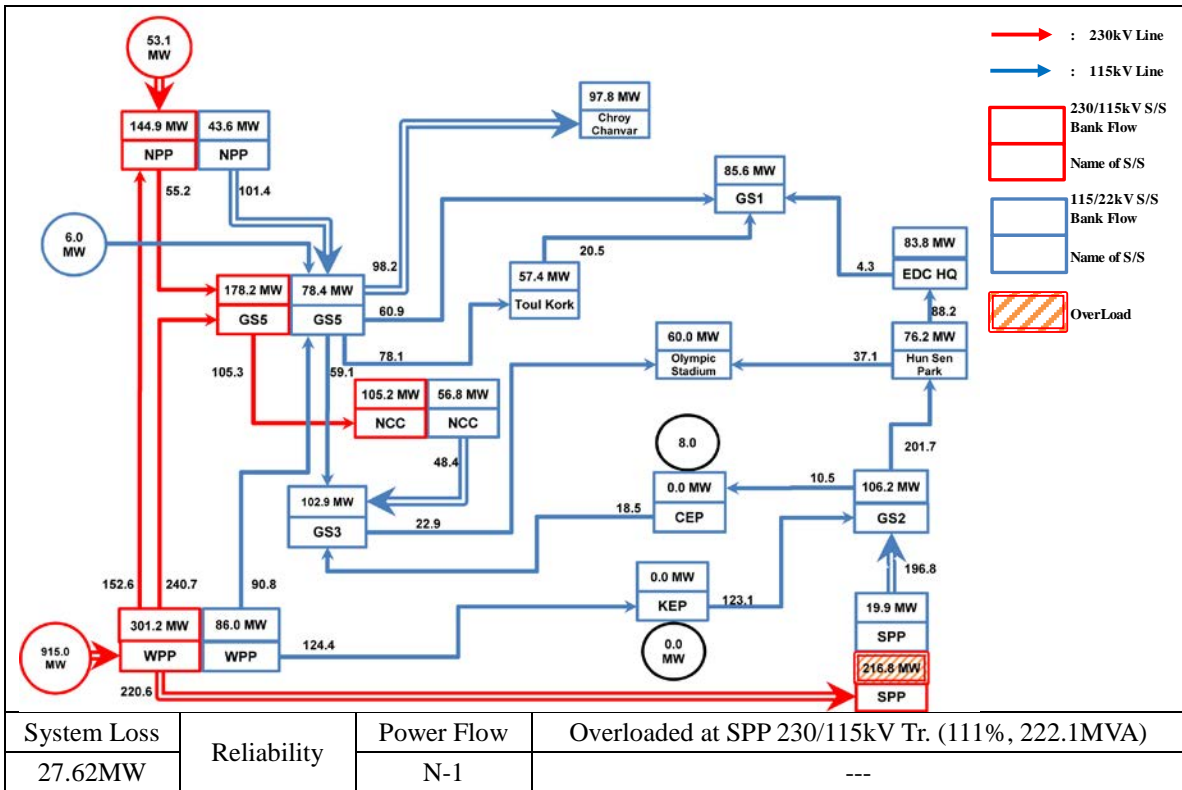 53.1
MW
144.9 MW
NPP
43.6 MW
NPP
55.2
101.4
6.0
MW
97.8 MW
Chroy
Chanvar
85.6 MW
GS1
83.8 MW
EDC HQ
4.3
20.5
57.4 MW
Toul Kork
98.2
60.9
178.2 MW
GS5
78.4 MW
GS5
78.1
105.3
59.1
60.0 MW
Olympic
Stadium
37.1
76.2 MW
Hun Sen
Park
88.2
105.2 MW
NCC
56.8 MW
NCC
48.4
8.0
201.7
102.9 MW
GS3
22.9
18.5
0.0 MW
CEP
10.5
106.2 MW
GS2
196.8
152.6
240.7
90.8
0.0 MW
KEP
123.1
0.0
MW
19.9 MW
SPP
216.8 MW
SPP
915.0
MW
301.2 MW
WPP
86.0 MW
WPP
124.4
220.6
: 230kV Line
: 115kV Line
230/115kV S/S
Bank Flow
Name of S/S
115/22kV S/S
Bank Flow
Name of S/S
OverLoad
System Loss
27.62MW
Reliability
Power Flow
Overloaded at SPP 230/115kV Tr. (111%, 222.1MVA)
N-1
---